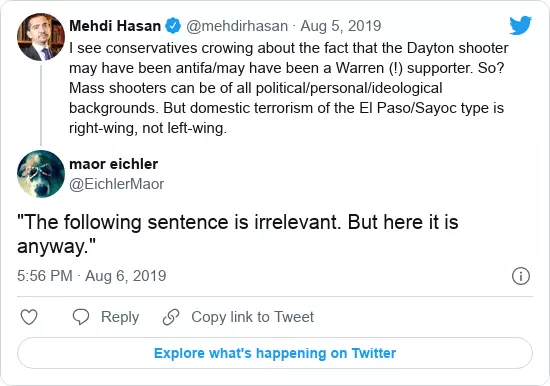 Mehdi Hasan @mehdirhasan · Aug 5, 2019
I see conservatives crowing about the fact that the Dayton shooter
may have been antifa/may have been a Warren (!) supporter. So?
Mass shooters can be of all political/personal/ideological
backgrounds. But domestic terrorism of the El Paso/Sayoc type is
right-wing, not left-wing.
maor eichler
@EichlerMaor
"The following sentence is irrelevant. But here it is
anyway."
5:56 PM · Aug 6, 2019
Reply Copy link to Tweet
Explore what's happening on Twitter